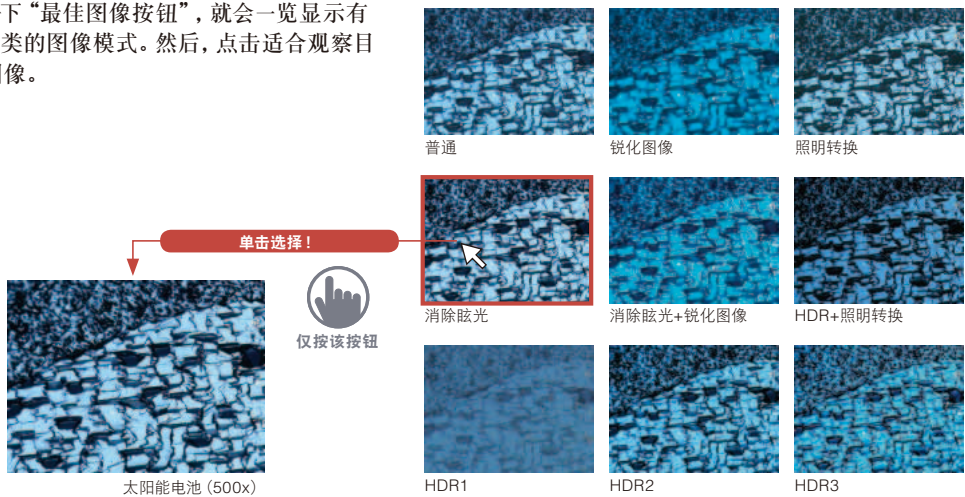 下“最佳图像按钮”，就会一览显示有
类的图像模式。然后，点击适合观察目
图像。
普通
锐化图像
照明转换
单击选择！
消除眩光
消除眩光+锐化图像
HDR+照明转换
仅按该按钮
太阳能电池 (500x)
HDR1
HDR2
HDR3